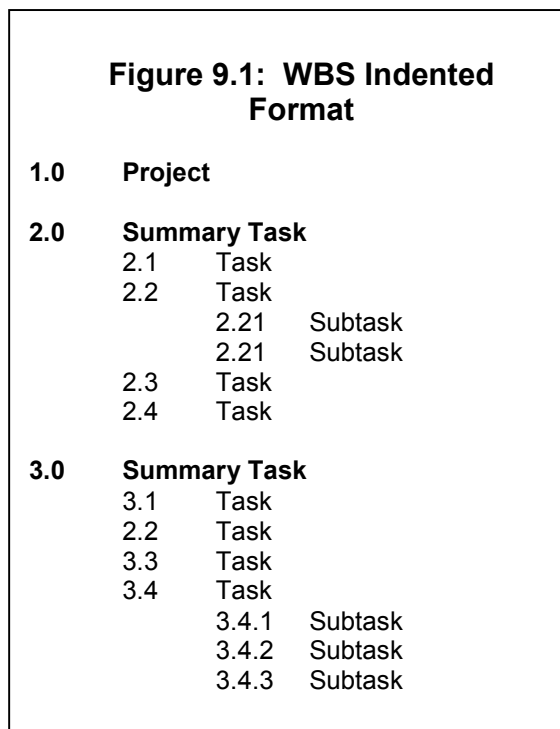 Figure 9.1: WBS Indented
Format
1.0 Project
2.0 Summary Task
2.1 Task
2.2 Task
2.21 Subtask
2.21 Subtask
2.3 Task
2.4 Task
3.0 Summary Task
3.1 Task
2.2 Task
3.3 Task
3.4 Task
3.4.1 Subtask
3.4.2 Subtask
3.4.3 Subtask